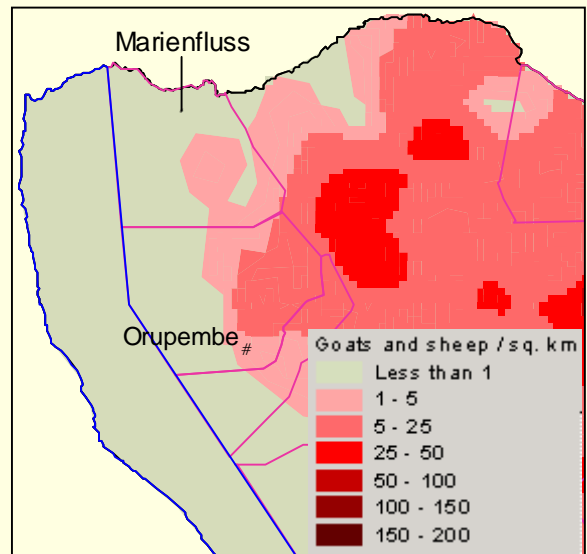 Marienfluss
Orupembe#
Goats and sheep / sq. km
Less than 1
1 - 5
5 - 25
25 - 50
50 - 100
100 - 150
150 - 200